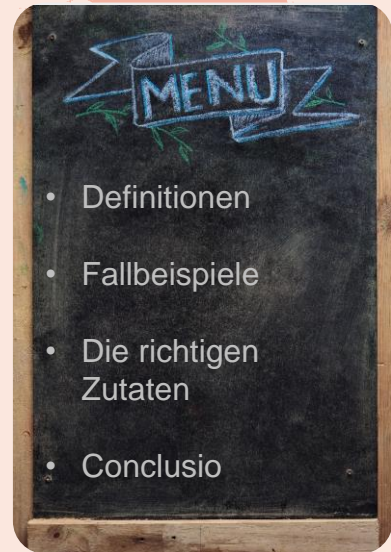 MENU
• Definitionen
• Fallbeispiele
• Die richtigen
Zutaten
• Conclusio